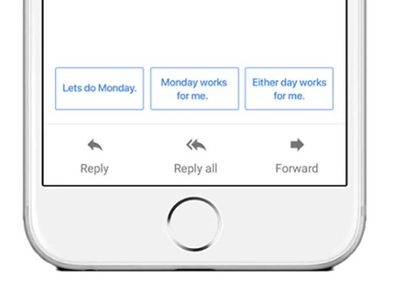 Lets do Monday.
Monday works
for me.
Either day works
for me.
Reply
Reply all
Forward